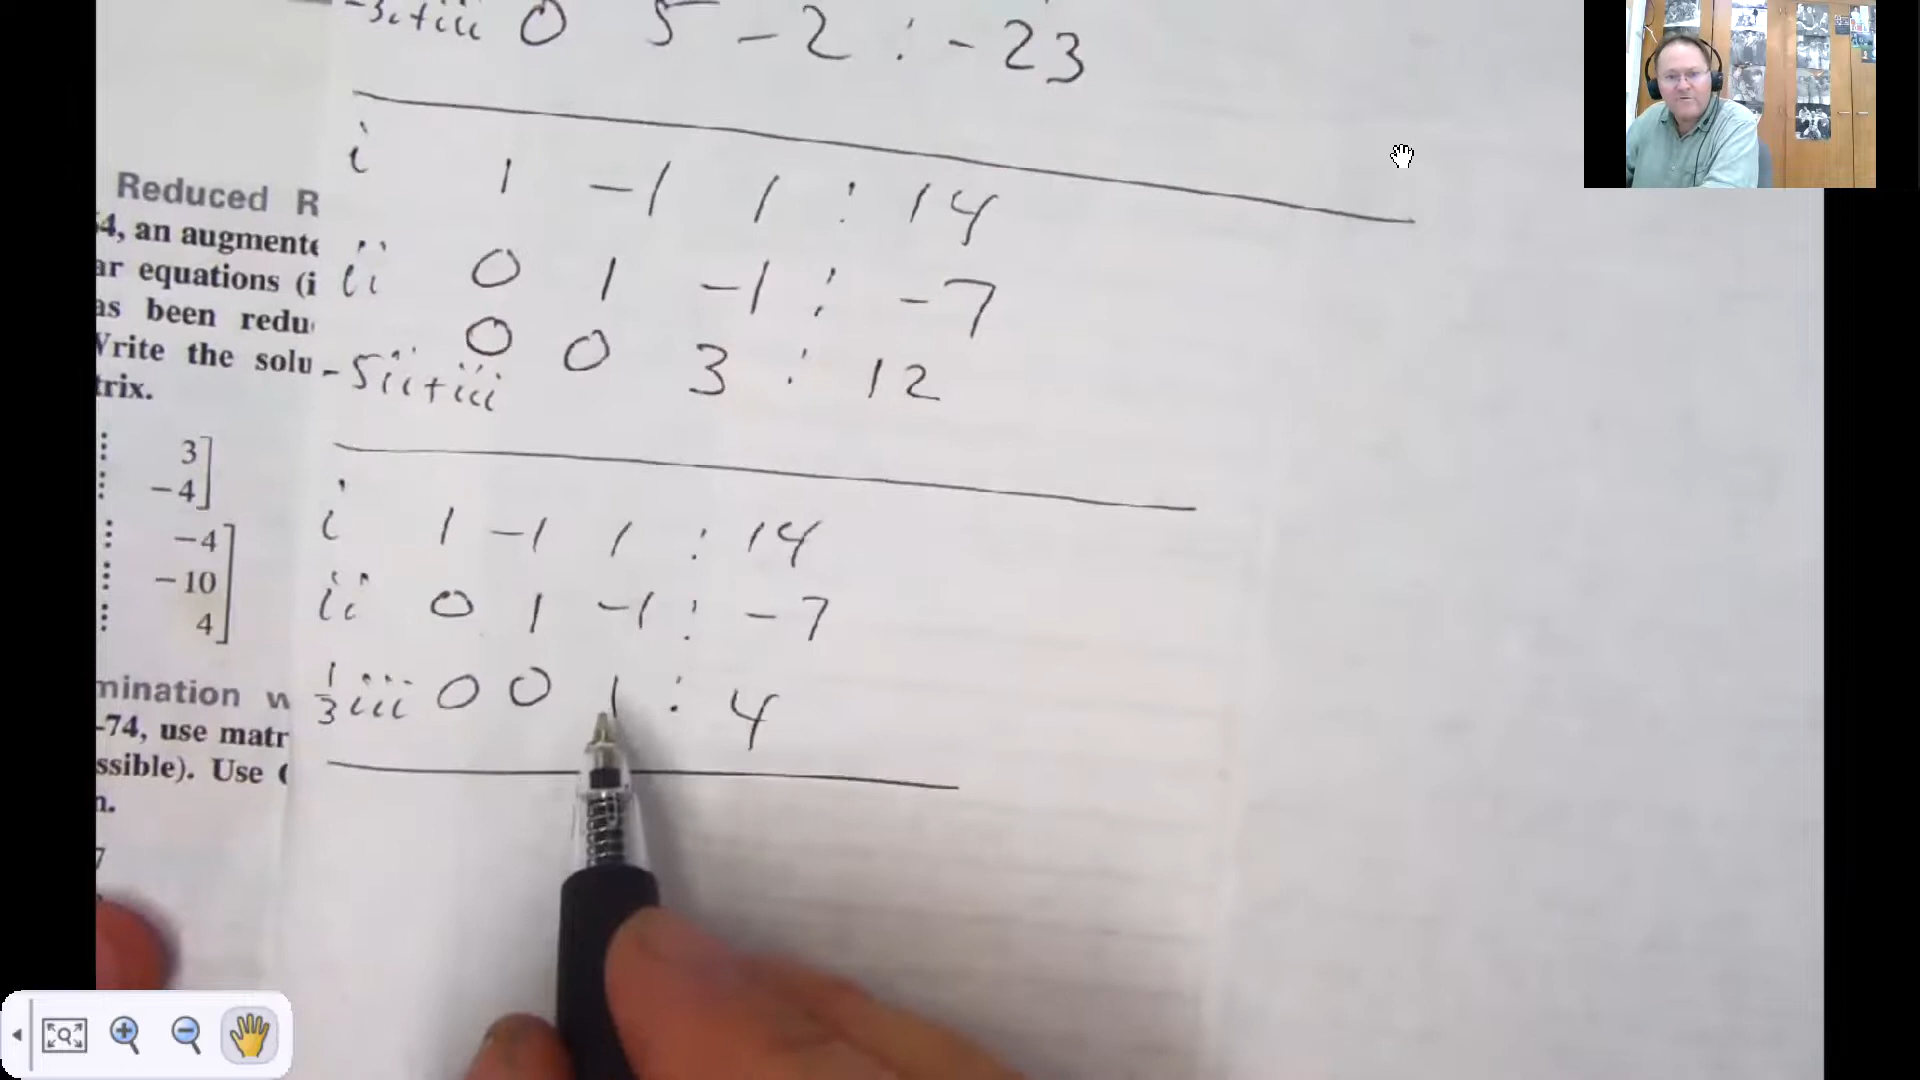 -3i+iii 0 5 -2 : -23
i 1 -1 1 : 14
ii 0 1 -1 : -7
-5ii+iii 0 0 3 : 12
i 1 -1 1 : 14
ii 0 1 -1 : -7
1/3 iii 0 0 1 : 4
Reduced R
4, an augmente
ar equations (i
as been redu
Write the solu
trix.
⋮ 3]
⋮ -4]
⋮ -4]
⋮ -10
⋮ 4]
mination w
-74, use matr
ssible). Use
n.
7